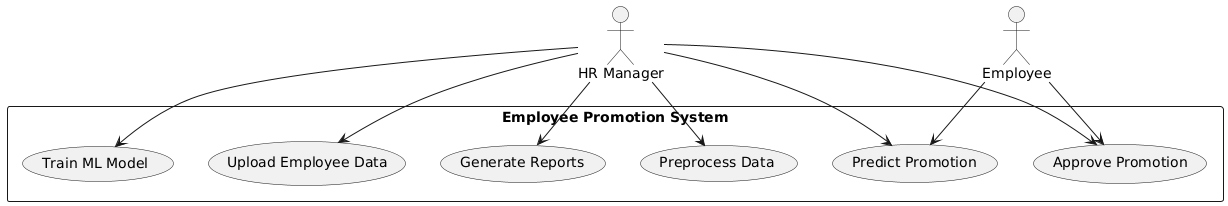 HR Manager
Employee
Employee Promotion System
Train ML Model
Upload Employee Data
Generate Reports
Preprocess Data
Predict Promotion
Approve Promotion